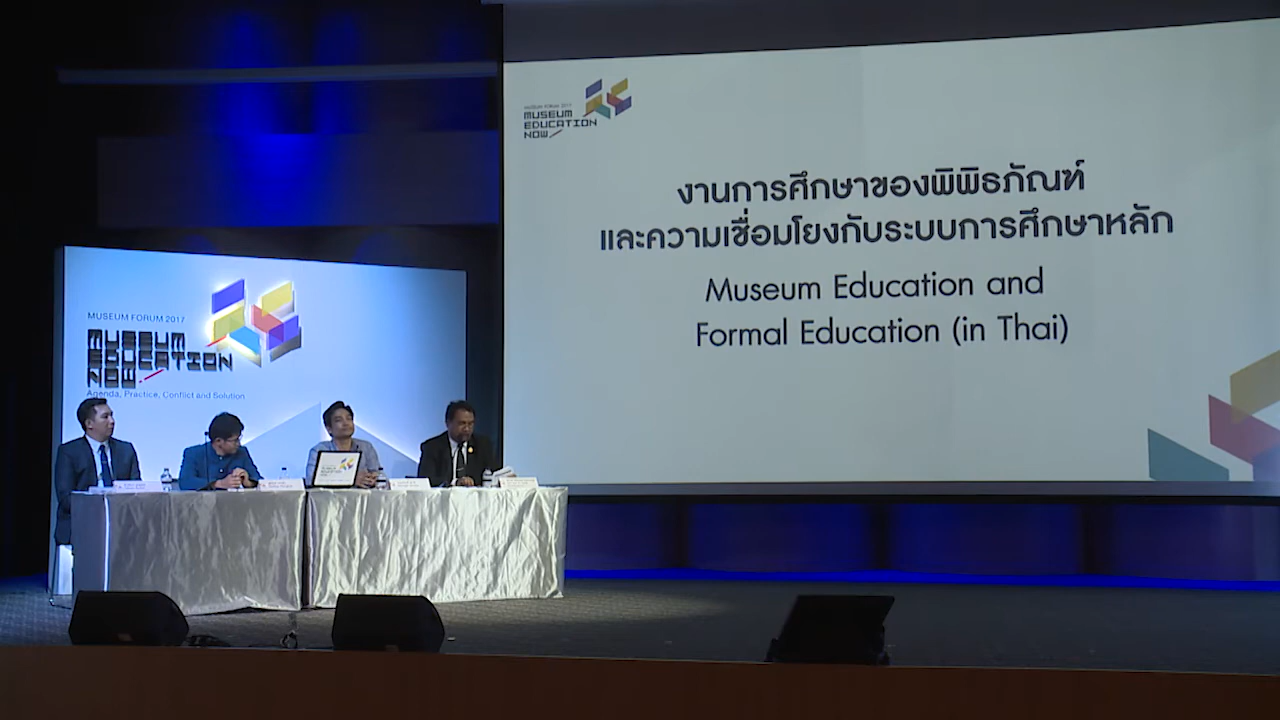 MUSEUM FORUM 2017
MUSEUM
EDUCATION
NOW
งานการศึกษาของพิพิธภัณฑ์
และความเชื่อมโยงกับระบบการศึกษาหลัก
Museum Education and
Formal Education (in Thai)
MUSEUM FORUM 2017
MUSEUM
EDUCATION
NOW
Agenda, Practice, Conflict and Solution
MUSEUM
EDUCATION